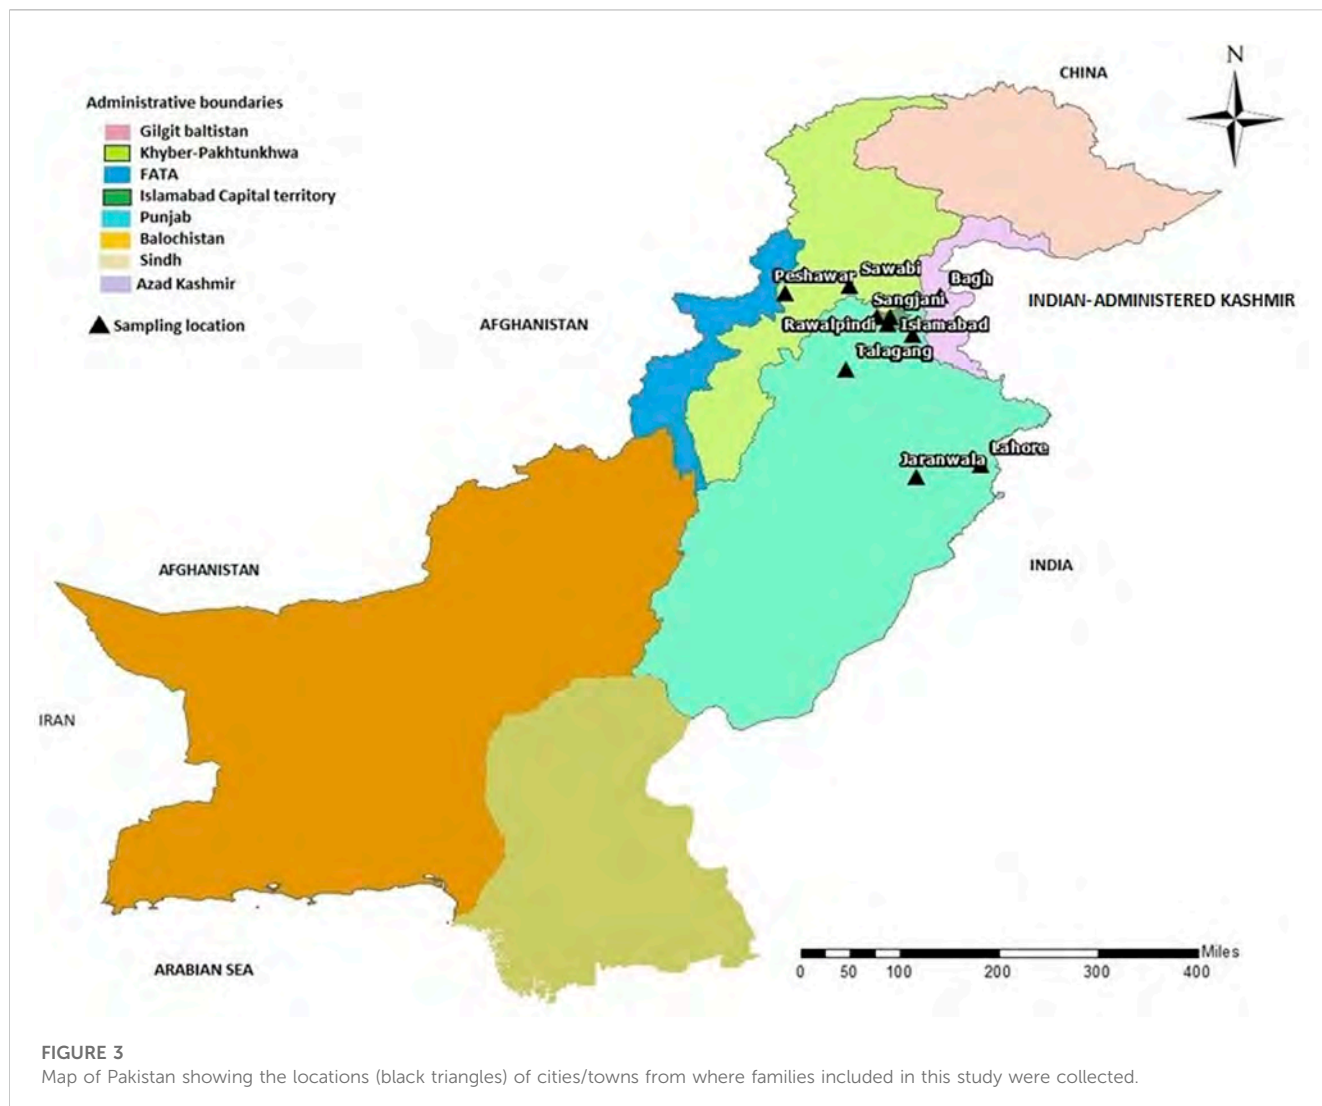 N
CHINA
Administrative boundaries
Gilgit baltistan
Khyber-Pakhtunkhwa
FATA
Islamabad Capital territory
Punjab
Balochistan
Sindh
Azad Kashmir
Sampling location
AFGHANISTAN
Peshawar
Sawabi
Bagh
Sangjani
INDIAN-ADMINISTERED KASHMIR
Rawalpindi
Islamabad
Talagang
Lahore
Jaranwala
AFGHANISTAN
INDIA
IRAN
ARABIAN SEA
Miles
0 50 100 200 300 400
FIGURE 3
Map of Pakistan showing the locations (black triangles) of cities/towns from where families included in this study were collected.